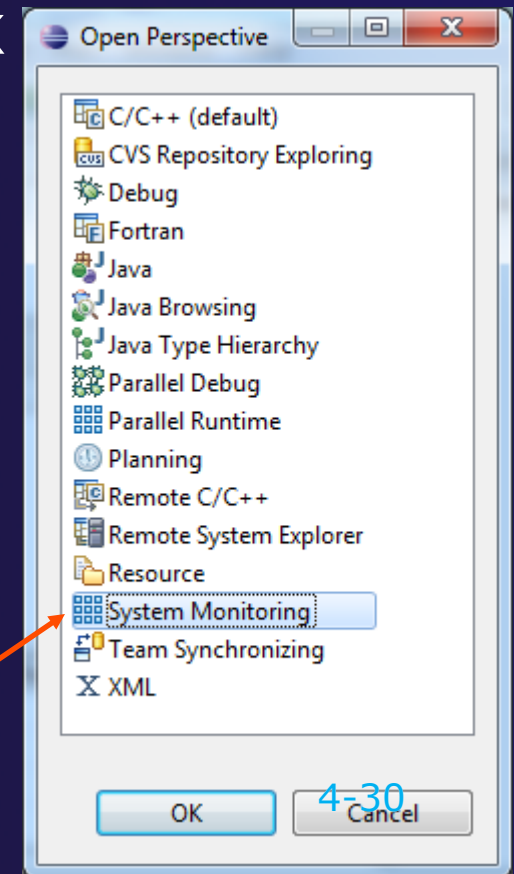 Open Perspective
C/C++ (default)
CVS Repository Exploring
Debug
Fortran
Java
Java Browsing
Java Type Hierarchy
Parallel Debug
Parallel Runtime
Planning
Remote C/C++
Remote System Explorer
Resource
System Monitoring
Team Synchronizing
XML
4-30
OK
Cancel